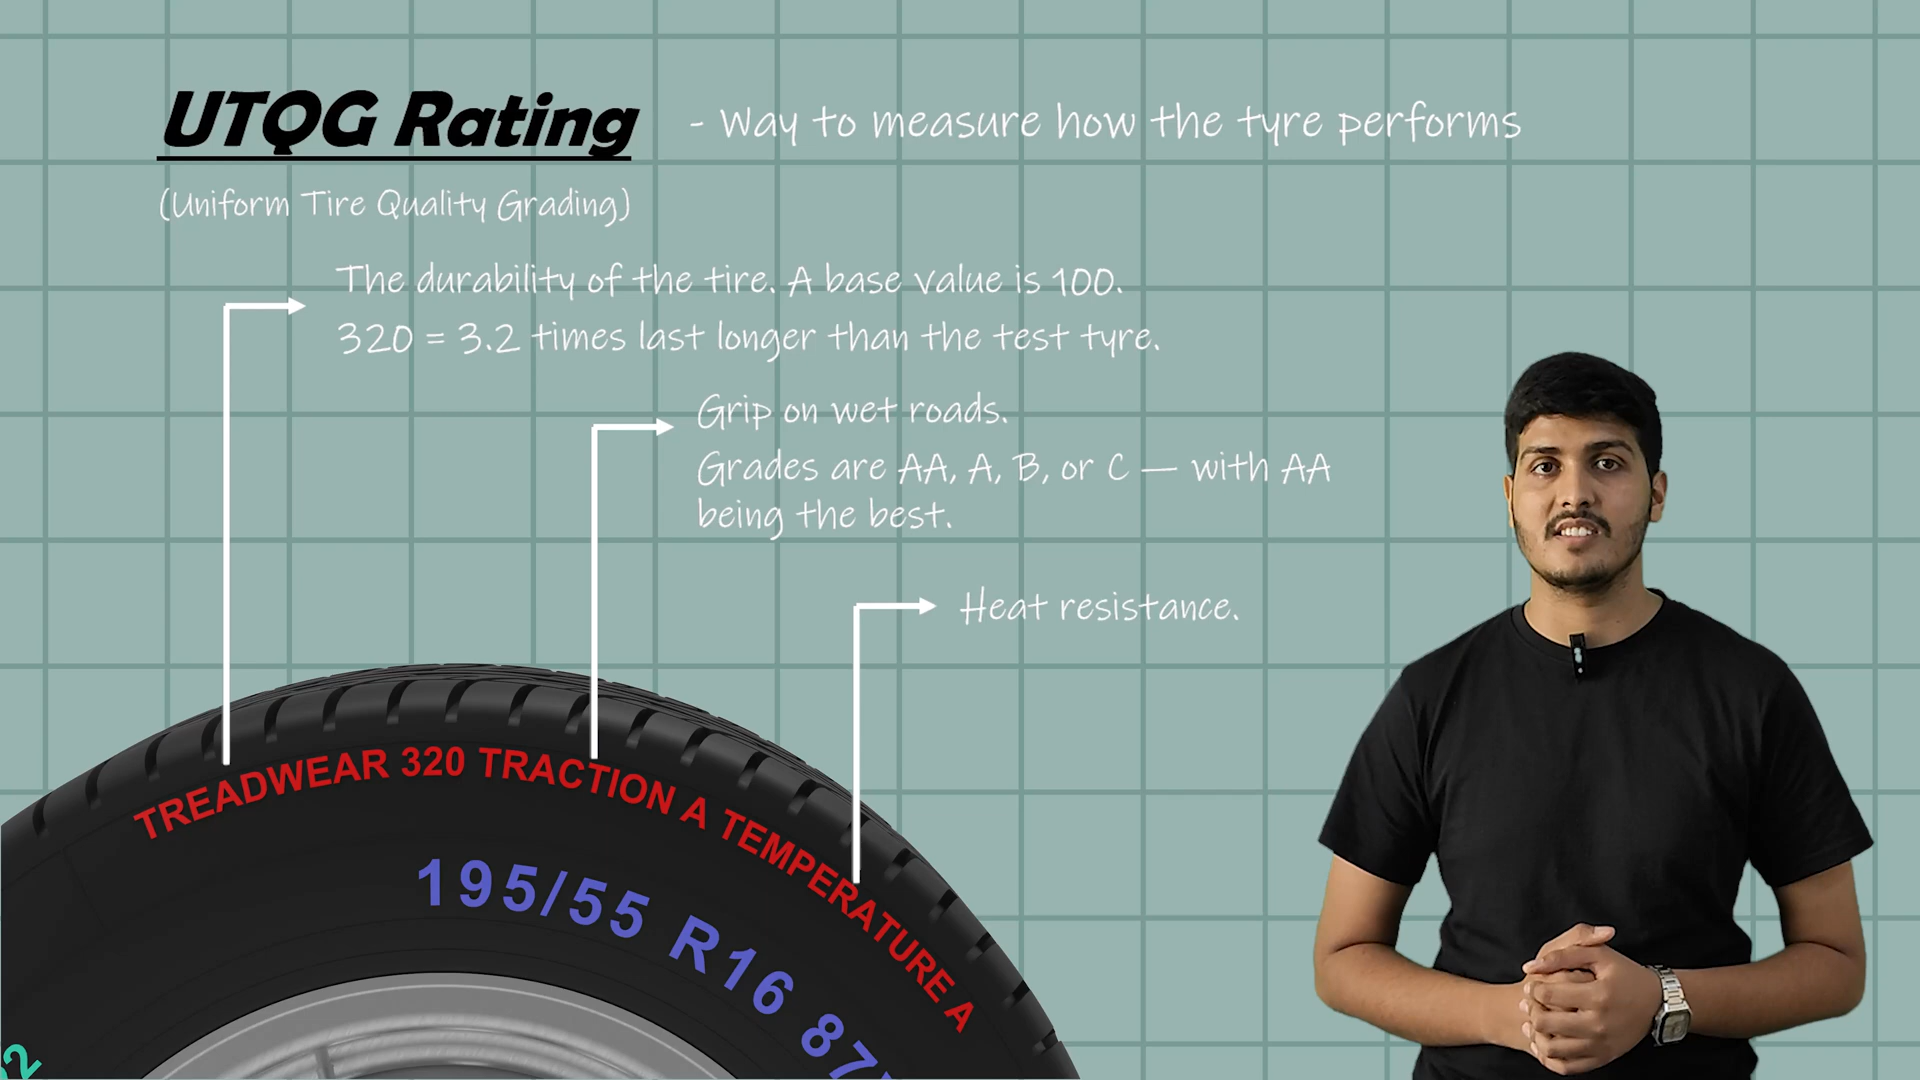 UTQG Rating - Way to measure how the tyre performs
(Uniform Tire Quality Grading)
The durability of the tire. A base value is 100.
320 = 3.2 times last longer than the test tyre.
Grip on wet roads.
Grades are AA, A, B, or C — with AA
being the best.
Heat resistance.
TREADWEAR 320 TRACTION A TEMPERATURE A
195/55 R16